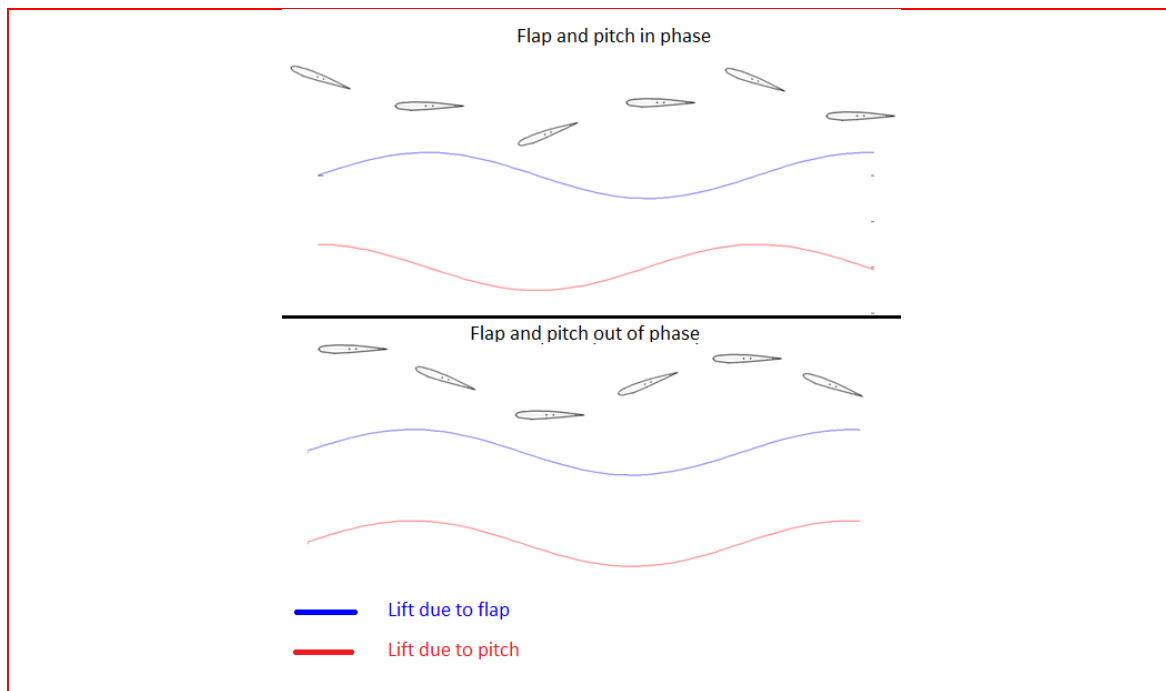 Flap and pitch in phase
Flap and pitch out of phase
Lift due to flap
Lift due to pitch